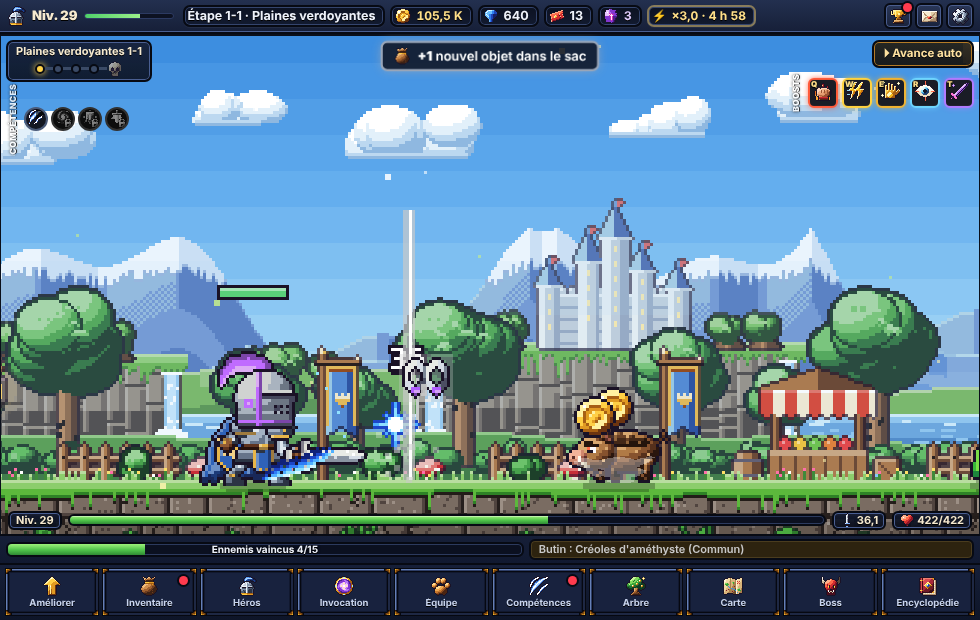 Niv. 29
Étape 1-1 · Plaines verdoyantes
105,5 K
640
13
3
×3,0 · 4 h 58
Plaines verdoyantes 1-1
+1 nouvel objet dans le sac
Avance auto
COMPÉTENCES
BOOSTS
Q
W
E
R
T
Niv. 29
36,1
422/422
Ennemis vaincus 4/15
Butin : Créoles d'améthyste (Commun)
Améliorer
Inventaire
Héros
Invocation
Equipe
Compétences
Arbre
Carte
Boss
Encyclopédie